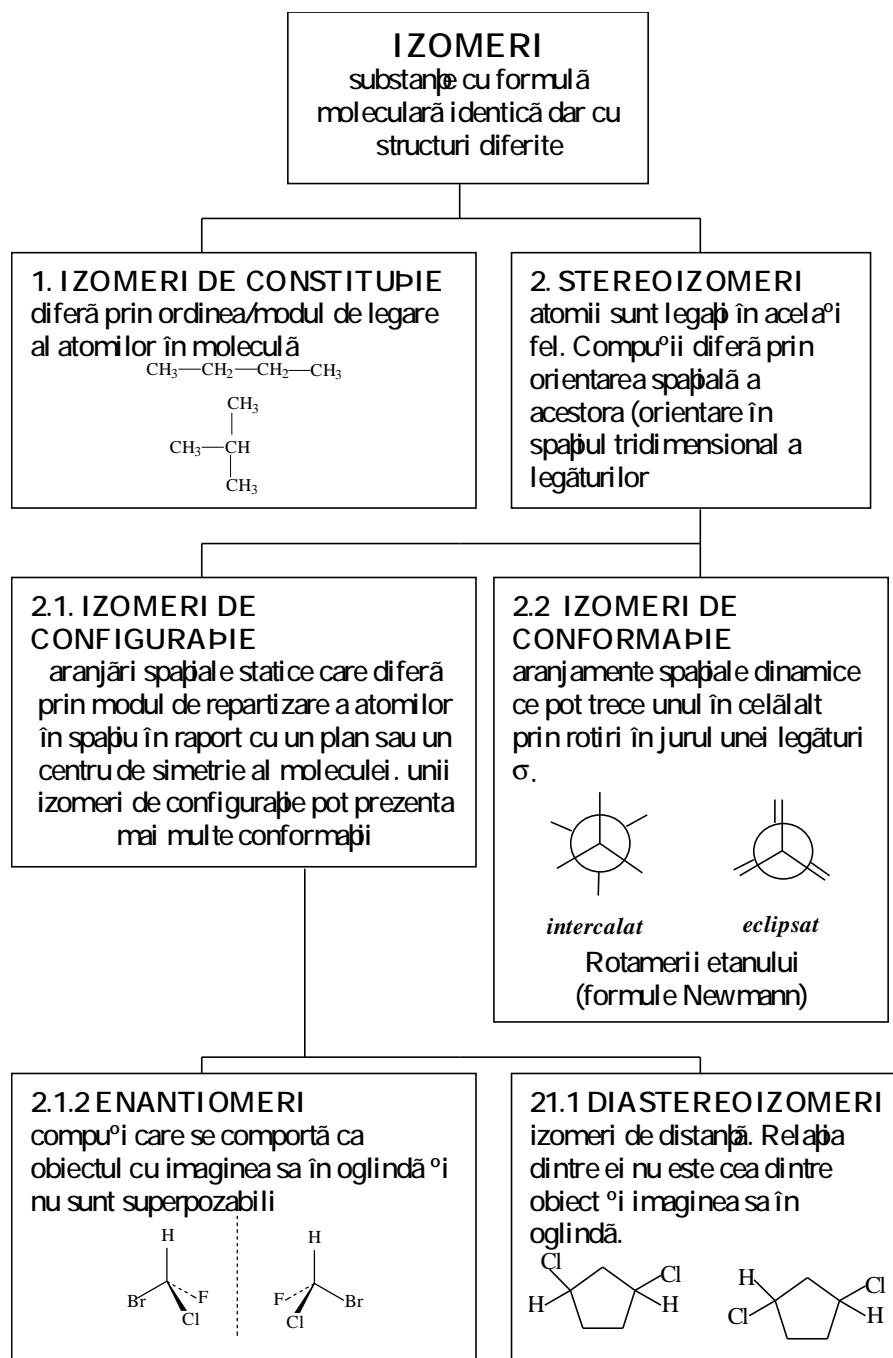 IZOMERI
substanþe cu formulã
molecularã identicã dar cu
structuri diferite
1. IZOMERI DE CONSTITUÞIE
diferã prin ordinea/modul de legare
al atomilor în moleculã
CH₃—CH₂—CH₂—CH₃
CH₃
CH₃—CH
CH₃
2. STEREOIZOMERI
atomii sunt legaþi în acelaºi
fel. Compuºii diferã prin
orientarea spaþialã a
acestora (orientare în
spaþiul tridimensional a
legãturilor
2.1. IZOMERI DE
CONFIGURAÞIE
aranjãri spaþiale statice care diferã
prin modul de repartizare a atomilor
în spaþiu în raport cu un plan sau un
centru de simetrie al moleculei. unii
izomeri de configuraþie pot prezenta
mai multe conformaþii
2.2 IZOMERI DE
CONFORMAÞIE
aranjamente spaþiale dinamice
ce pot trece unul în celãlalt
prin rotiri în jurul unei legãturi
σ.
intercalat eclipsat
Rotamerii etanului
(formule Newmann)
2.1.2 ENANTIOMERI
compuºi care se comportã ca
obiectul cu imaginea sa în oglindã ºi
nu sunt superpozabili
H H
Br F F Br
Cl Cl
21.1 DIASTEREOIZOMERI
izomeri de distanþã. Relaþia
dintre ei nu este cea dintre
obiect ºi imaginea sa în
oglindã.
Cl Cl H Cl
H H Cl H